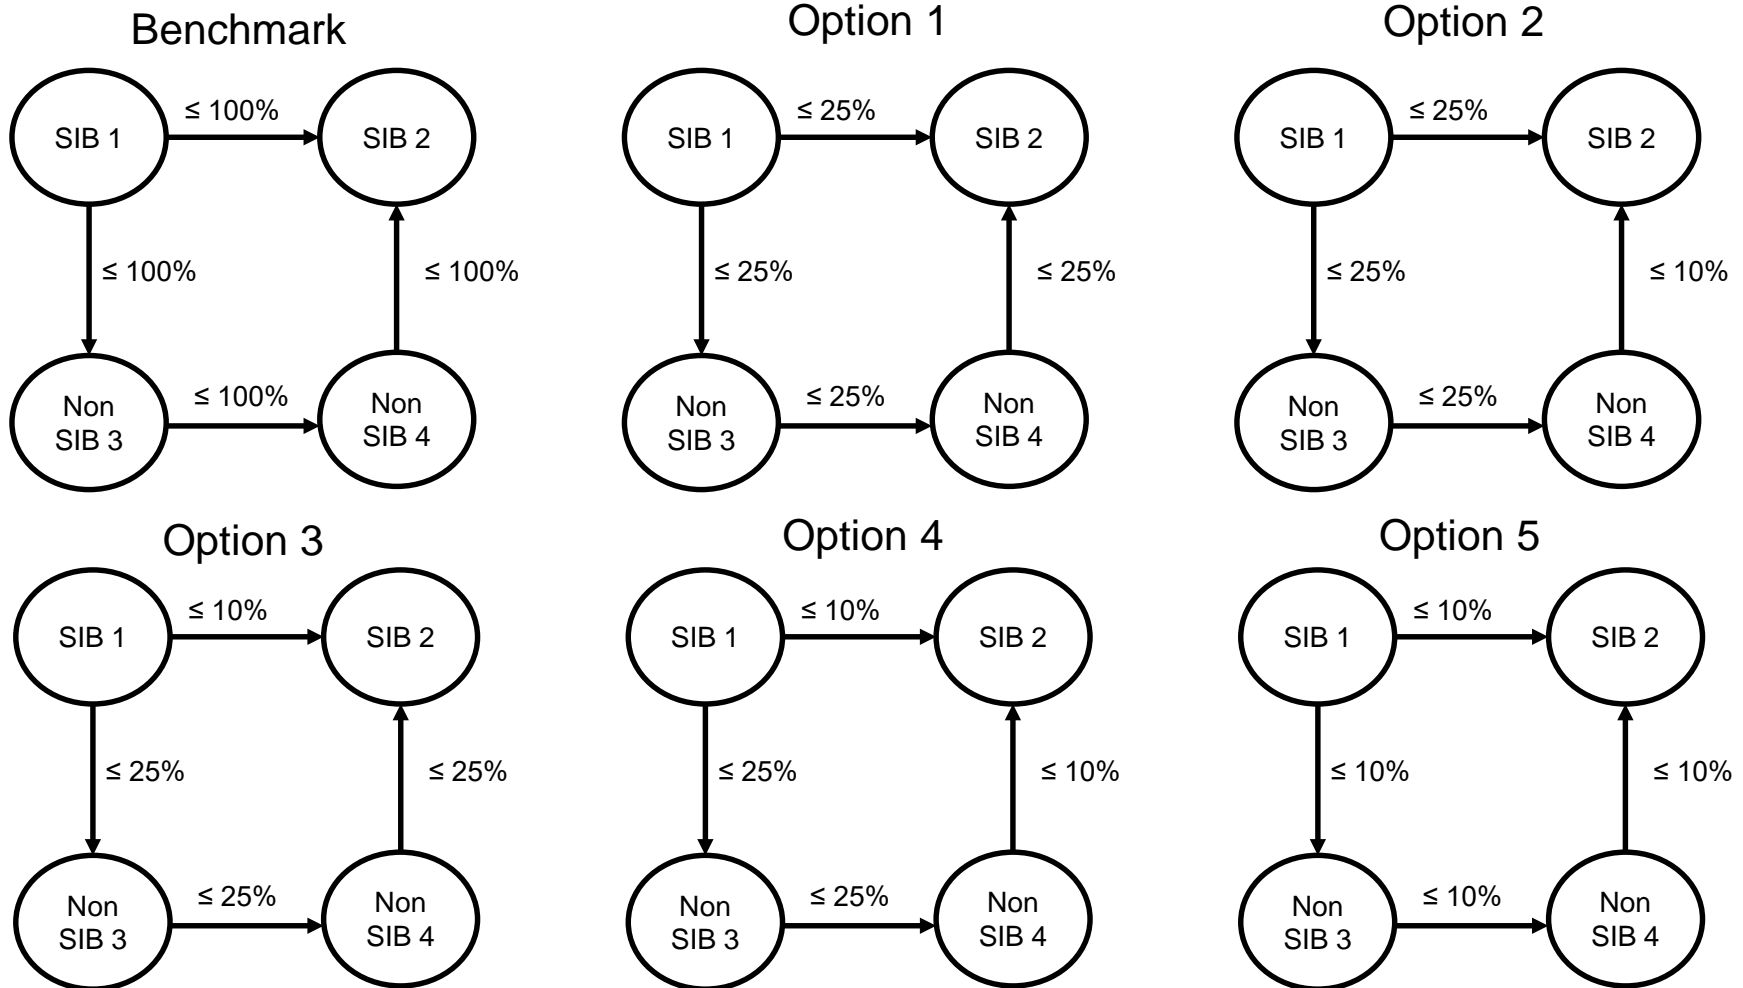 Benchmark
SIB 1
≤ 100%
SIB 2
≤ 100%
≤ 100%
Non
SIB 3
≤ 100%
Non
SIB 4
Option 1
SIB 1
≤ 25%
SIB 2
≤ 25%
≤ 25%
Non
SIB 3
≤ 25%
Non
SIB 4
Option 2
SIB 1
≤ 25%
SIB 2
≤ 25%
≤ 10%
Non
SIB 3
≤ 25%
Non
SIB 4
Option 3
SIB 1
≤ 10%
SIB 2
≤ 25%
≤ 25%
Non
SIB 3
≤ 25%
Non
SIB 4
Option 4
SIB 1
≤ 10%
SIB 2
≤ 25%
≤ 10%
Non
SIB 3
≤ 25%
Non
SIB 4
Option 5
SIB 1
≤ 10%
SIB 2
≤ 10%
≤ 10%
Non
SIB 3
≤ 10%
Non
SIB 4